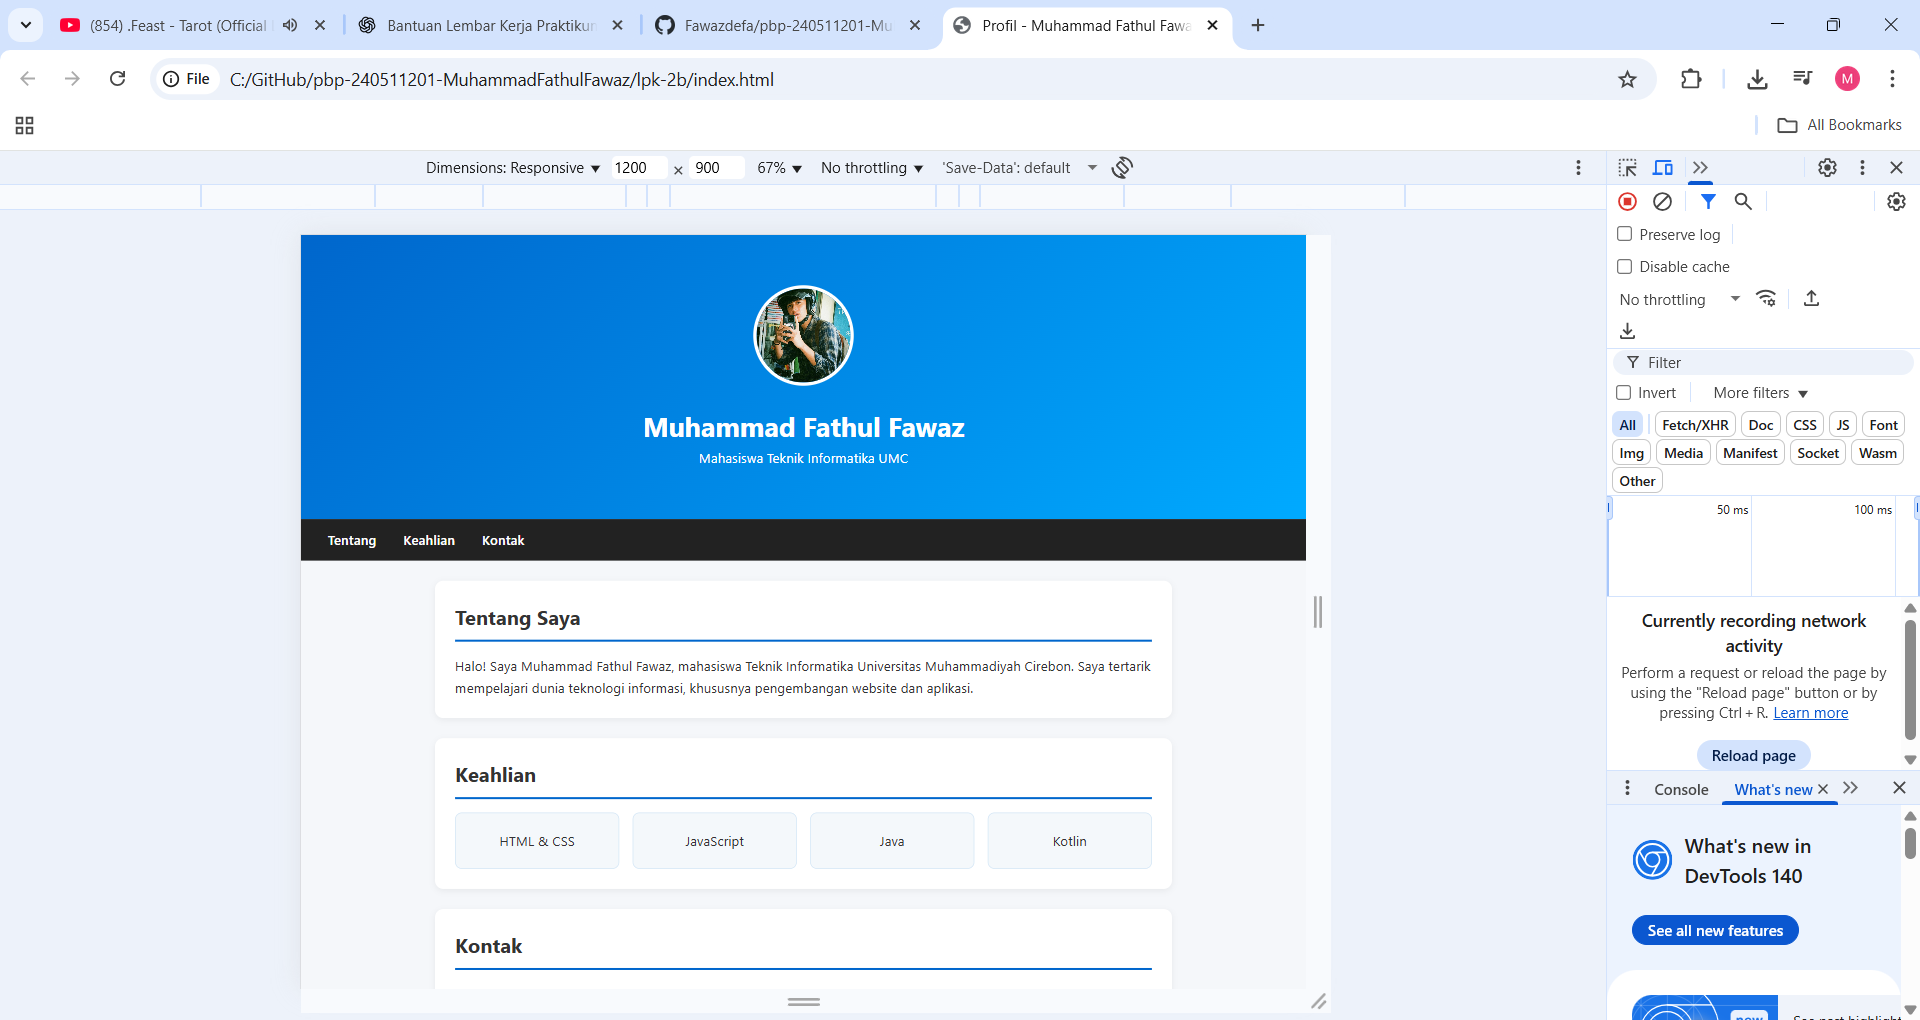 (854) .Feast - Tarot (Official
Bantuan Lembar Kerja Praktikum
Fawazdefa/pbp-240511201-Mu
Profil - Muhammad Fathul Fawa
File
C:/GitHub/pbp-240511201-MuhammadFathulFawaz/lpk-2b/index.html
M
All Bookmarks
Dimensions: Responsive
1200
×
900
67%
No throttling
'Save-Data': default
Muhammad Fathul Fawaz
Mahasiswa Teknik Informatika UMC
Tentang
Keahlian
Kontak
Tentang Saya
Halo! Saya Muhammad Fathul Fawaz, mahasiswa Teknik Informatika Universitas Muhammadiyah Cirebon. Saya tertarik
mempelajari dunia teknologi informasi, khususnya pengembangan website dan aplikasi.
Keahlian
HTML & CSS
JavaScript
Java
Kotlin
Kontak
Preserve log
Disable cache
No throttling
Filter
Invert
More filters
All
Fetch/XHR
Doc
CSS
JS
Font
Img
Media
Manifest
Socket
Wasm
Other
50 ms
100 ms
Currently recording network
activity
Perform a request or reload the page by
using the "Reload page" button or by
pressing Ctrl + R. Learn more
Reload page
Console
What's new
What's new in
DevTools 140
See all new features
new